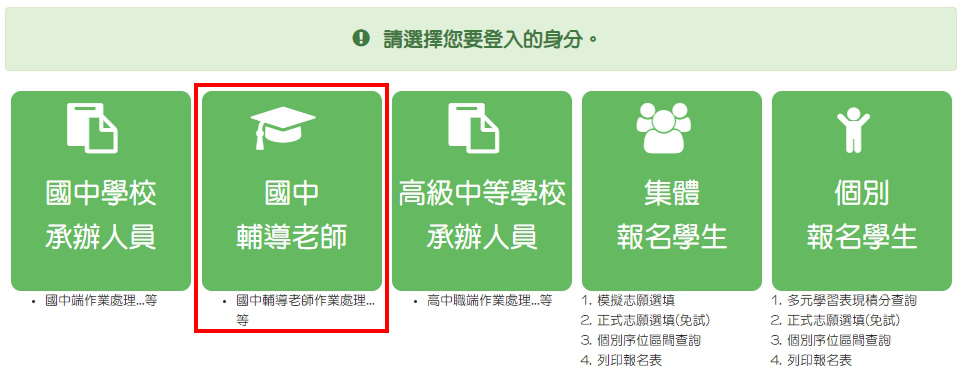 請選擇您要登入的身分。
國中學校
承辦人員
• 國中端作業處理...等
國中
輔導老師
• 國中輔導老師作業處理...
等
高級中等學校
承辦人員
• 高中職端作業處理...等
集體
報名學生
1. 模擬志願選填
2. 正式志願選填(免試)
3. 個別序位區間查詢
4. 列印報名表
個別
報名學生
1. 多元學習表現積分查詢
2. 正式志願選填(免試)
3. 個別序位區間查詢
4. 列印報名表